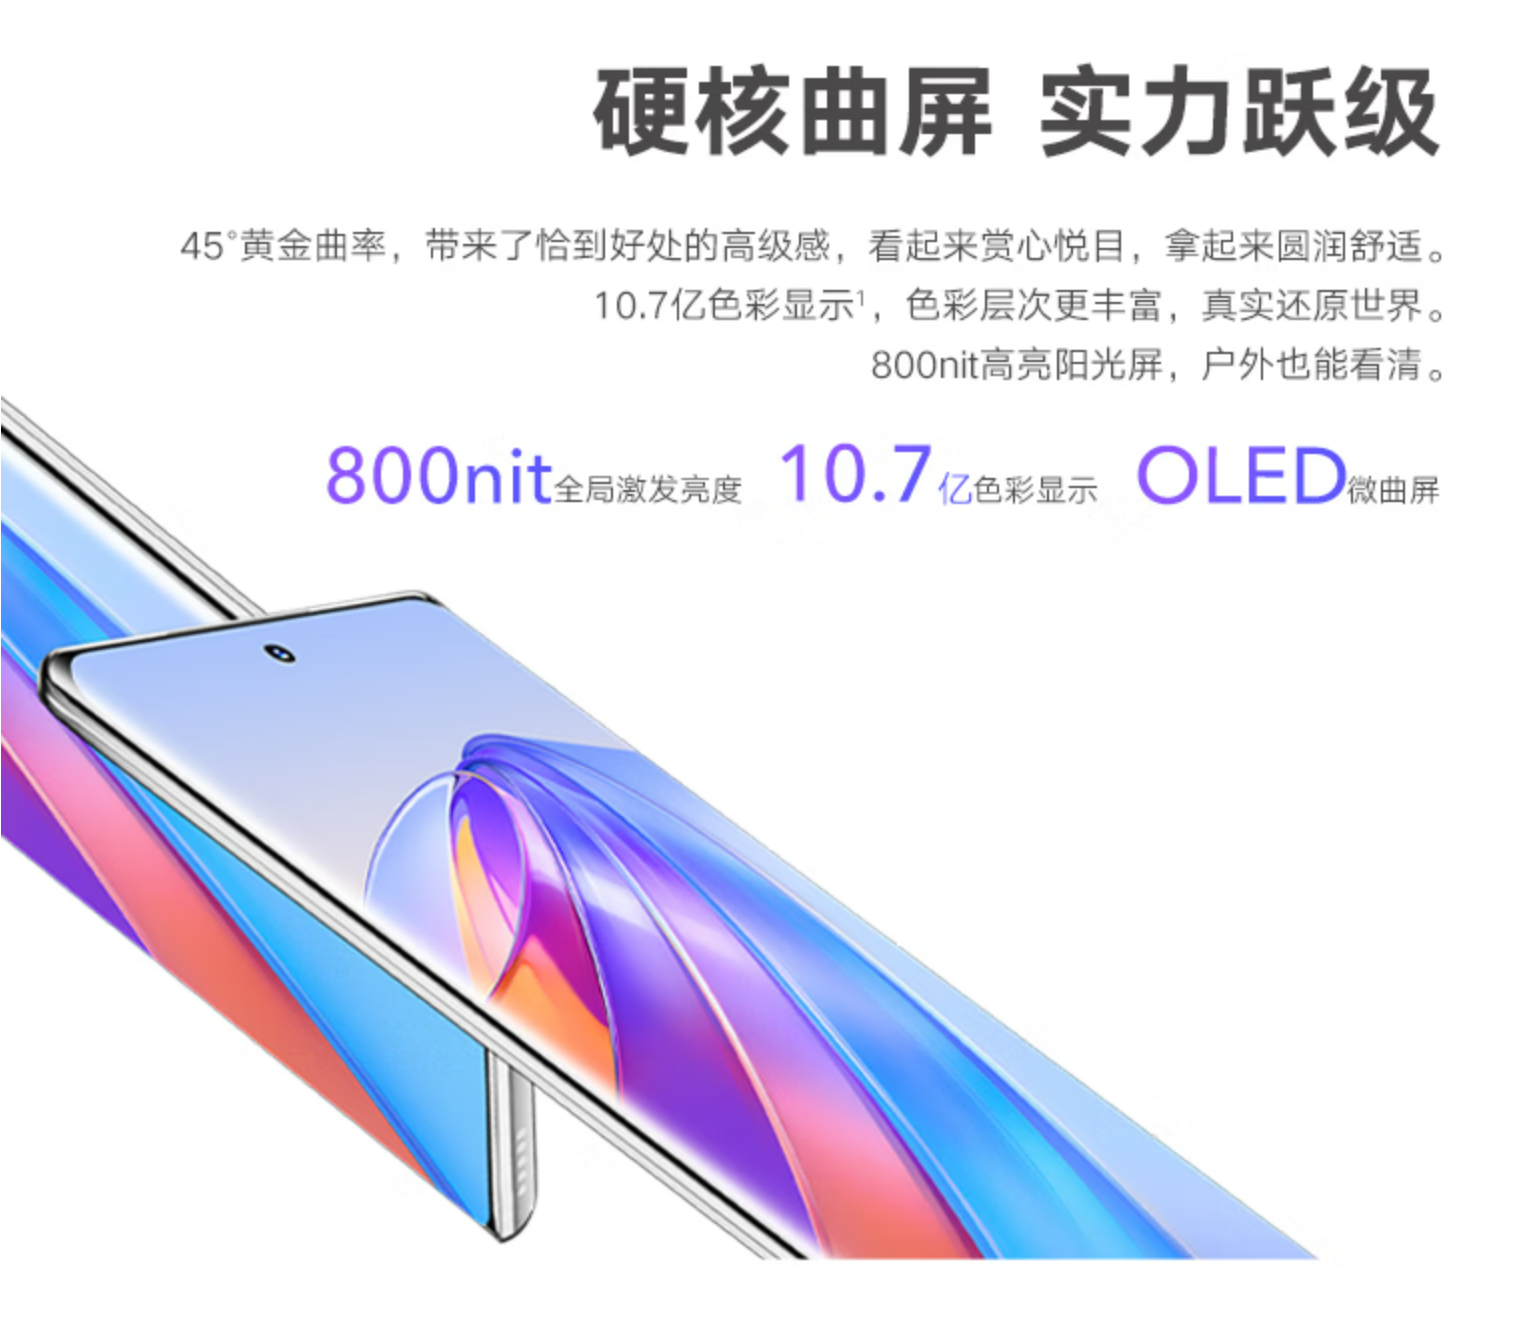 硬核曲屏 实力跃级
45°黄金曲率，带来了恰到好处的高级感，看起来赏心悦目，拿起来圆润舒适。
10.7亿色彩显示¹，色彩层次更丰富，真实还原世界。
800nit高亮阳光屏，户外也能看清。
800nit全局激发亮度 10.7亿色彩显示 OLED微曲屏